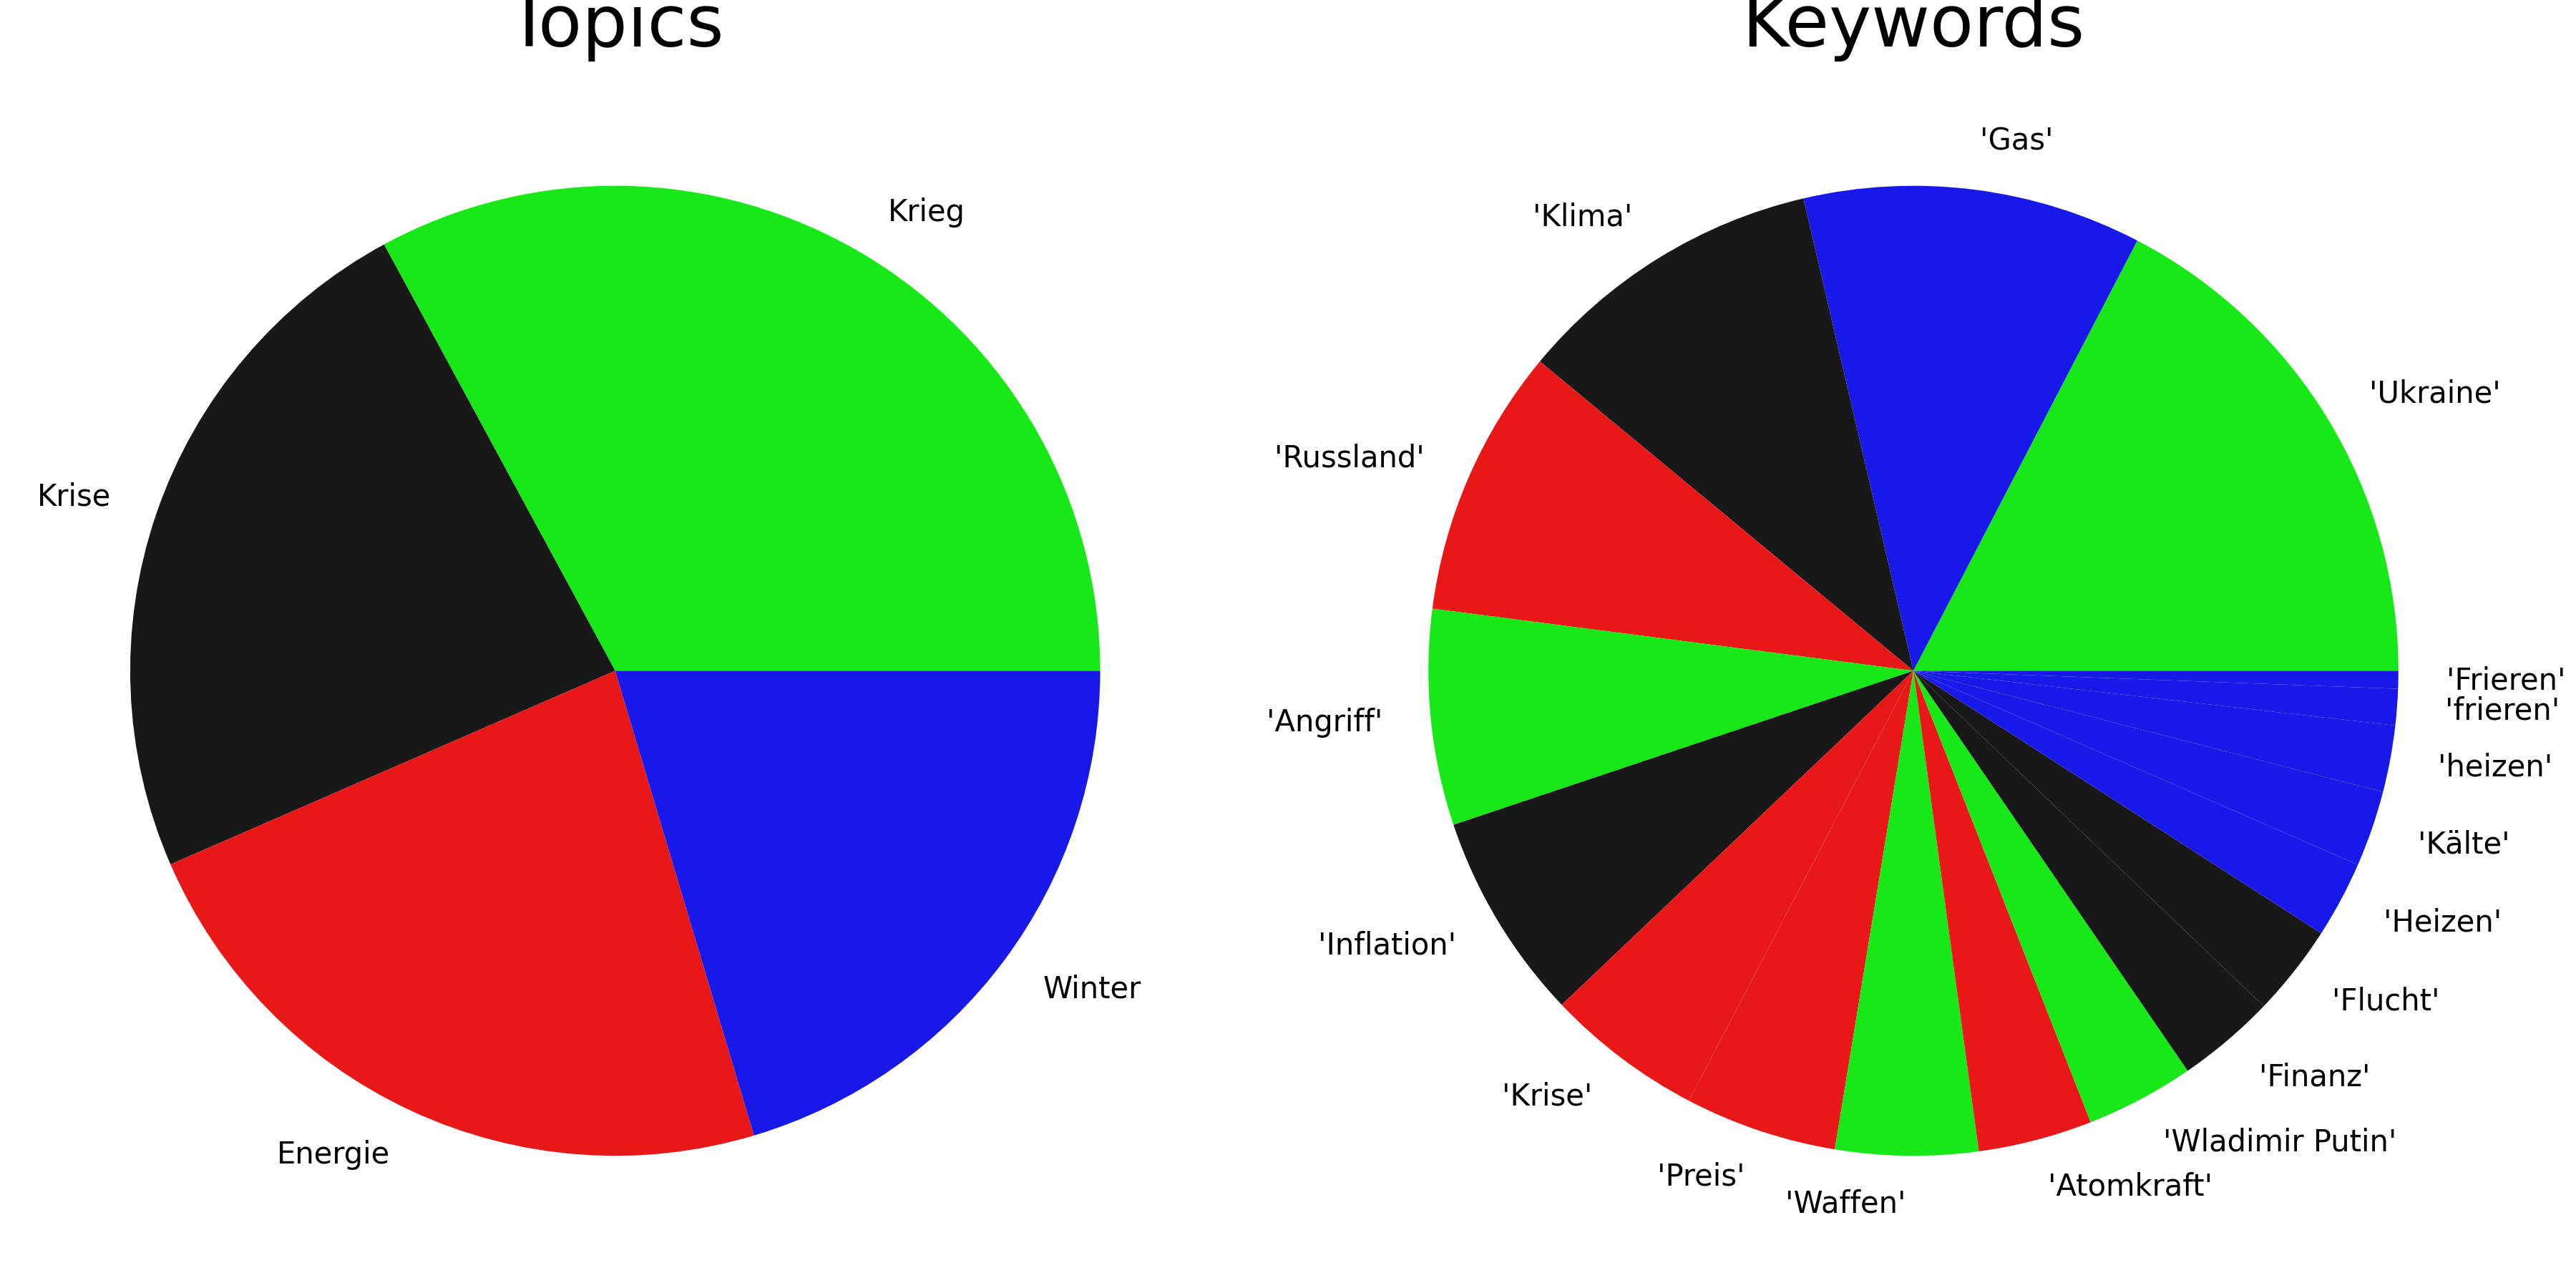 Topics
Krieg
Krise
Energie
Winter
Keywords
'Ukraine'
'Gas'
'Klima'
'Russland'
'Angriff'
'Inflation'
'Krise'
'Preis'
'Waffen'
'Atomkraft'
'Wladimir Putin'
'Finanz'
'Flucht'
'Heizen'
'Kälte'
'heizen'
'frieren'
'Frieren'